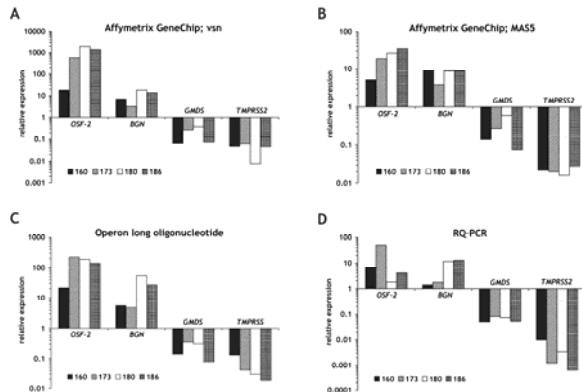 A
Affymetrix GeneChip; vsn
relative expression
10000
1000
100
10
1
0.1
0.01
0.001
OSF-2
BGN
GMDS
TMPRSS2
160 173 180 186
B
Affymetrix GeneChip; MAS5
relative expression
100
10
1
0.1
0.01
OSF-2
BGN
GMDS
TMPRSS2
160 173 180 186
C
Operon long oligonucleotide
relative expression
1000
100
10
1
0.1
0.01
OSF-2
BGN
GMDS
TMPRSS
160 173 180 186
D
RQ-PCR
relative expression
100
10
1
0.1
0.01
0.001
0.0001
OSF-2
BGN
GMDS
TMPRSS2
160 173 180 186